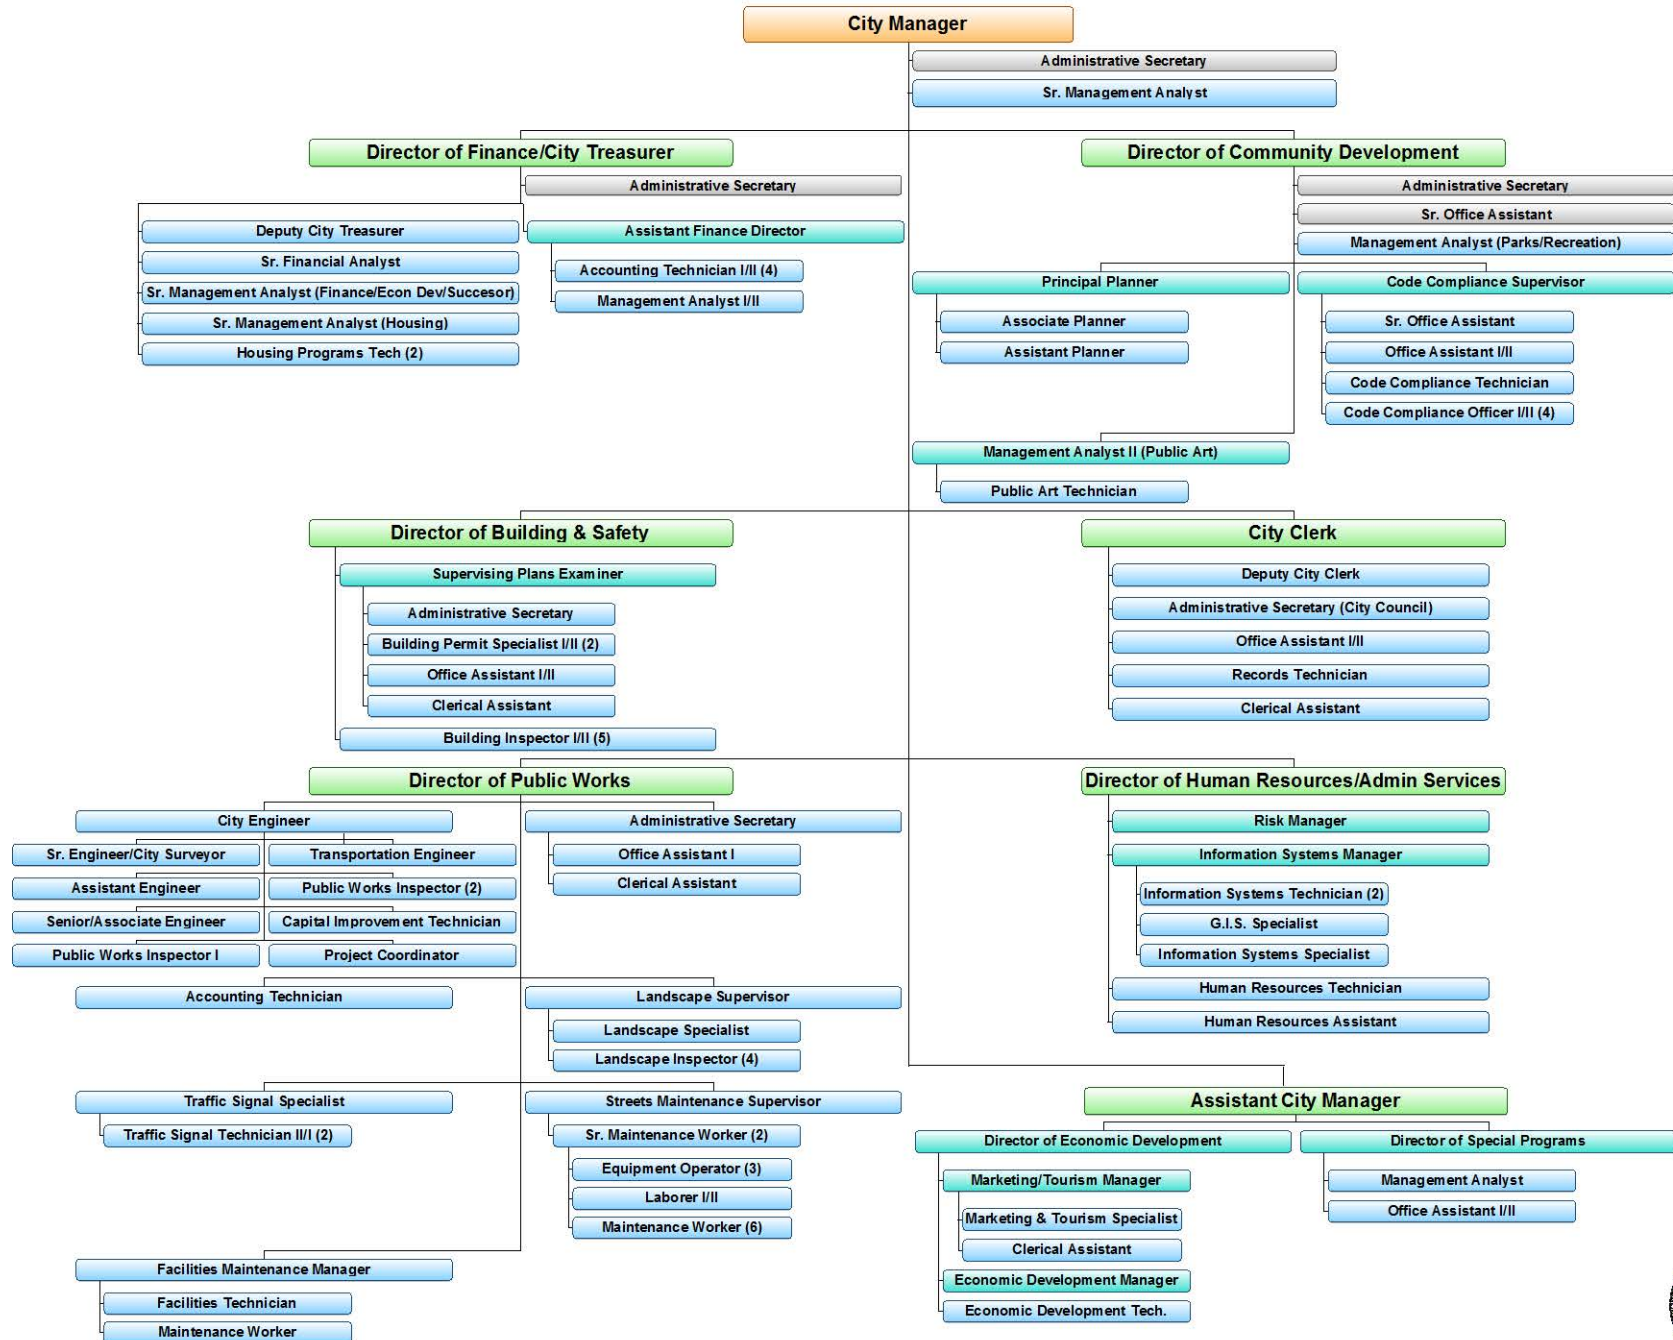 City Manager
Administrative Secretary
Sr. Management Analyst
Director of Finance/City Treasurer
Administrative Secretary
Deputy City Treasurer
Sr. Financial Analyst
Sr. Management Analyst (Finance/Econ Dev/Succesor)
Sr. Management Analyst (Housing)
Housing Programs Tech (2)
Assistant Finance Director
Accounting Technician I/II (4)
Management Analyst I/II
Director of Community Development
Administrative Secretary
Sr. Office Assistant
Management Analyst (Parks/Recreation)
Principal Planner
Associate Planner
Assistant Planner
Code Compliance Supervisor
Sr. Office Assistant
Office Assistant I/II
Code Compliance Technician
Code Compliance Officer I/II (4)
Management Analyst II (Public Art)
Public Art Technician
Director of Building & Safety
Supervising Plans Examiner
Administrative Secretary
Building Permit Specialist I/II (2)
Office Assistant I/II
Clerical Assistant
Building Inspector I/II (5)
City Clerk
Deputy City Clerk
Administrative Secretary (City Council)
Office Assistant I/II
Records Technician
Clerical Assistant
Director of Public Works
City Engineer
Sr. Engineer/City Surveyor
Transportation Engineer
Assistant Engineer
Public Works Inspector (2)
Senior/Associate Engineer
Capital Improvement Technician
Public Works Inspector I
Project Coordinator
Administrative Secretary
Office Assistant I
Clerical Assistant
Accounting Technician
Landscape Supervisor
Landscape Specialist
Landscape Inspector (4)
Traffic Signal Specialist
Traffic Signal Technician II/I (2)
Streets Maintenance Supervisor
Sr. Maintenance Worker (2)
Equipment Operator (3)
Laborer I/II
Maintenance Worker (6)
Facilities Maintenance Manager
Facilities Technician
Maintenance Worker
Director of Human Resources/Admin Services
Risk Manager
Information Systems Manager
Information Systems Technician (2)
G.I.S. Specialist
Information Systems Specialist
Human Resources Technician
Human Resources Assistant
Assistant City Manager
Director of Economic Development
Marketing/Tourism Manager
Marketing & Tourism Specialist
Clerical Assistant
Economic Development Manager
Economic Development Tech.
Director of Special Programs
Management Analyst
Office Assistant I/II